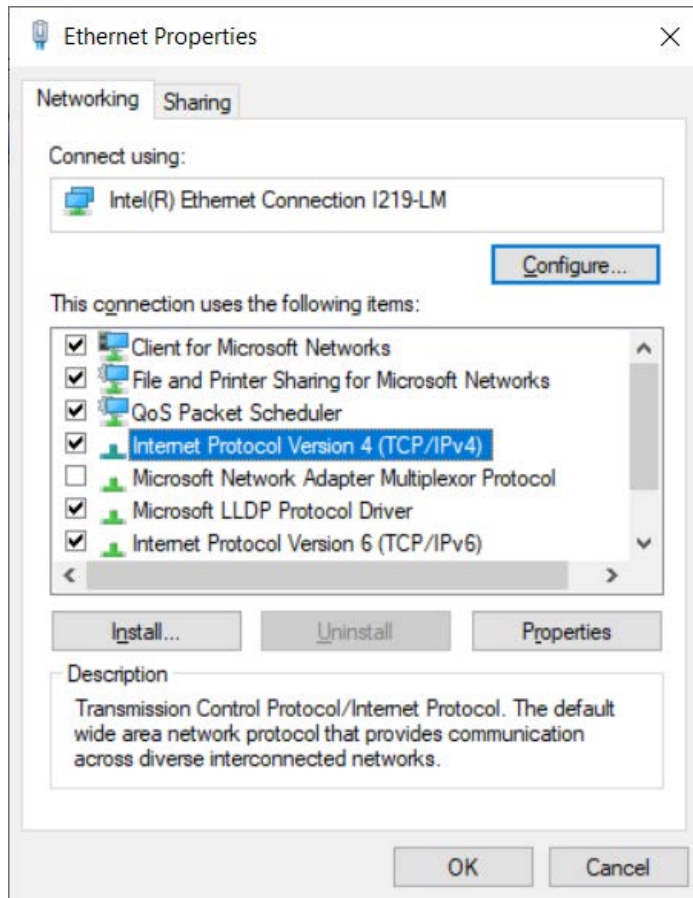 Ethernet Properties
Networking
Sharing
Connect using:
Intel(R) Ethernet Connection I219-LM
Configure...
This connection uses the following items:
Client for Microsoft Networks
File and Printer Sharing for Microsoft Networks
QoS Packet Scheduler
Internet Protocol Version 4 (TCP/IPv4)
Microsoft Network Adapter Multiplexor Protocol
Microsoft LLDP Protocol Driver
Internet Protocol Version 6 (TCP/IPv6)
Install...
Uninstall
Properties
Description
Transmission Control Protocol/Internet Protocol. The default
wide area network protocol that provides communication
across diverse interconnected networks.
OK
Cancel